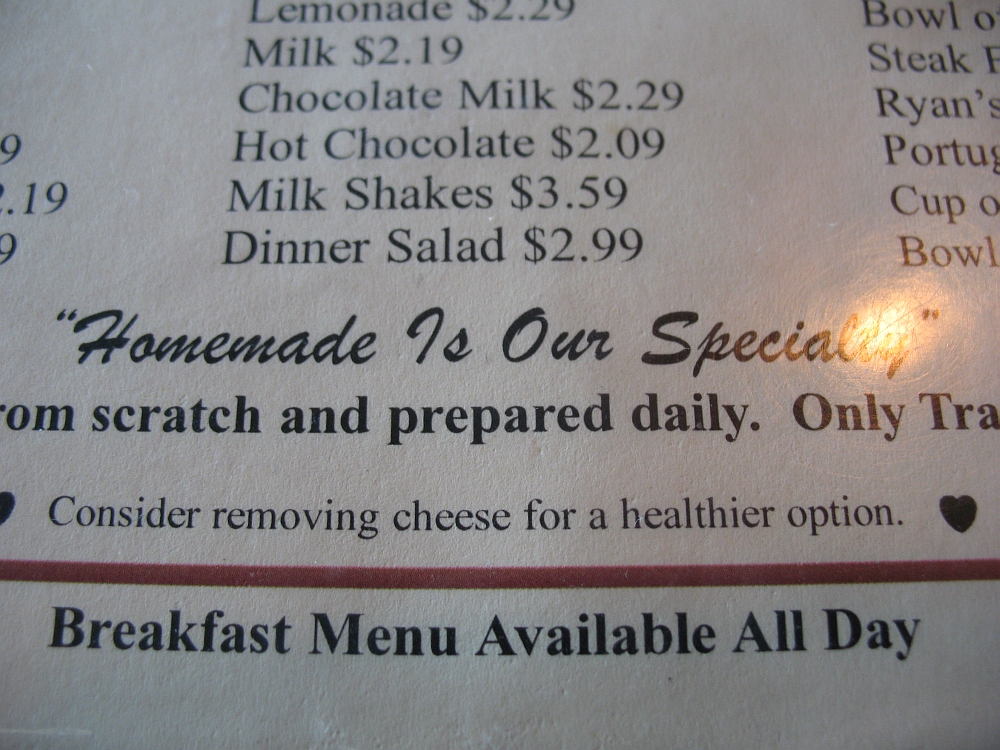 Lemonade $2.29
Milk $2.19
Chocolate Milk $2.29
Hot Chocolate $2.09
Milk Shakes $3.59
Dinner Salad $2.99
9
.19
9
Bowl o
Steak
Ryan's
Portug
Cup o
Bowl
"Homemade Is Our Specialty"
rom scratch and prepared daily. Only Tra
Consider removing cheese for a healthier option.
Breakfast Menu Available All Day